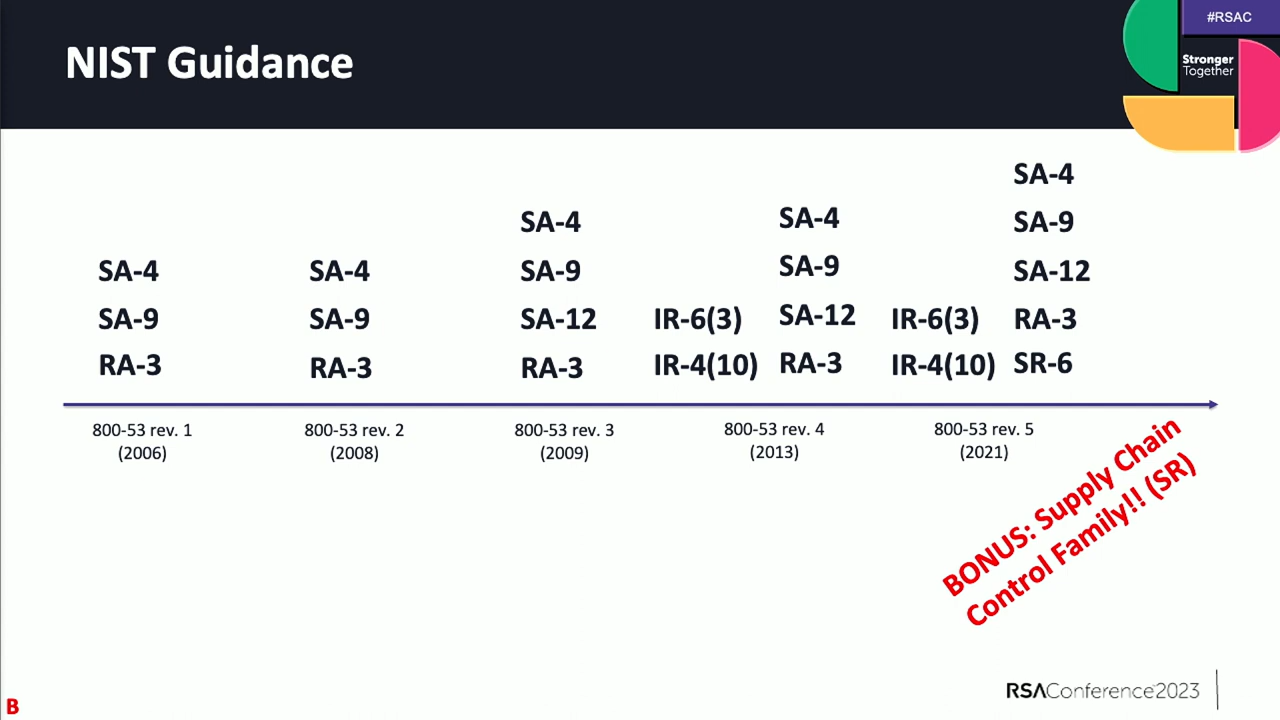 NIST Guidance
#RSAC
Stronger
Together
SA-4
SA-9
RA-3
800-53 rev. 1
(2006)
SA-4
SA-9
RA-3
800-53 rev. 2
(2008)
SA-4
SA-9
SA-12
RA-3
800-53 rev. 3
(2009)
IR-6(3)
IR-4(10)
SA-4
SA-9
SA-12
RA-3
800-53 rev. 4
(2013)
IR-6(3)
IR-4(10)
SA-4
SA-9
SA-12
RA-3
SR-6
800-53 rev. 5
(2021)
BONUS: Supply Chain
Control Family!! (SR)
B
RSAConference2023